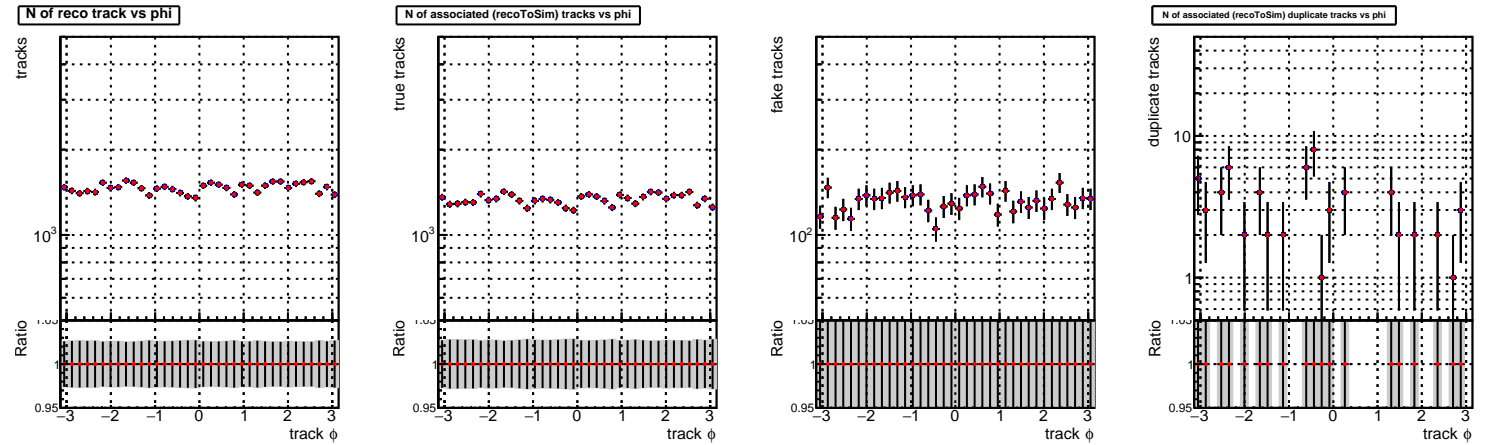 N of reco track vs phi
tracks
10³
Ratio
1
0.95
−3 −2 −1 0 1 2 3
track ϕ
N of associated (recoToSim) tracks vs phi
true tracks
10³
Ratio
1
0.95
−3 −2 −1 0 1 2 3
track ϕ
fake tracks
10²
Ratio
1
0.95
−3 −2 −1 0 1 2 3
track ϕ
N of associated (recoToSim) duplicate tracks vs phi
duplicate tracks
10
1
Ratio
1
0.95
−3 −2 −1 0 1 2 3
track ϕ